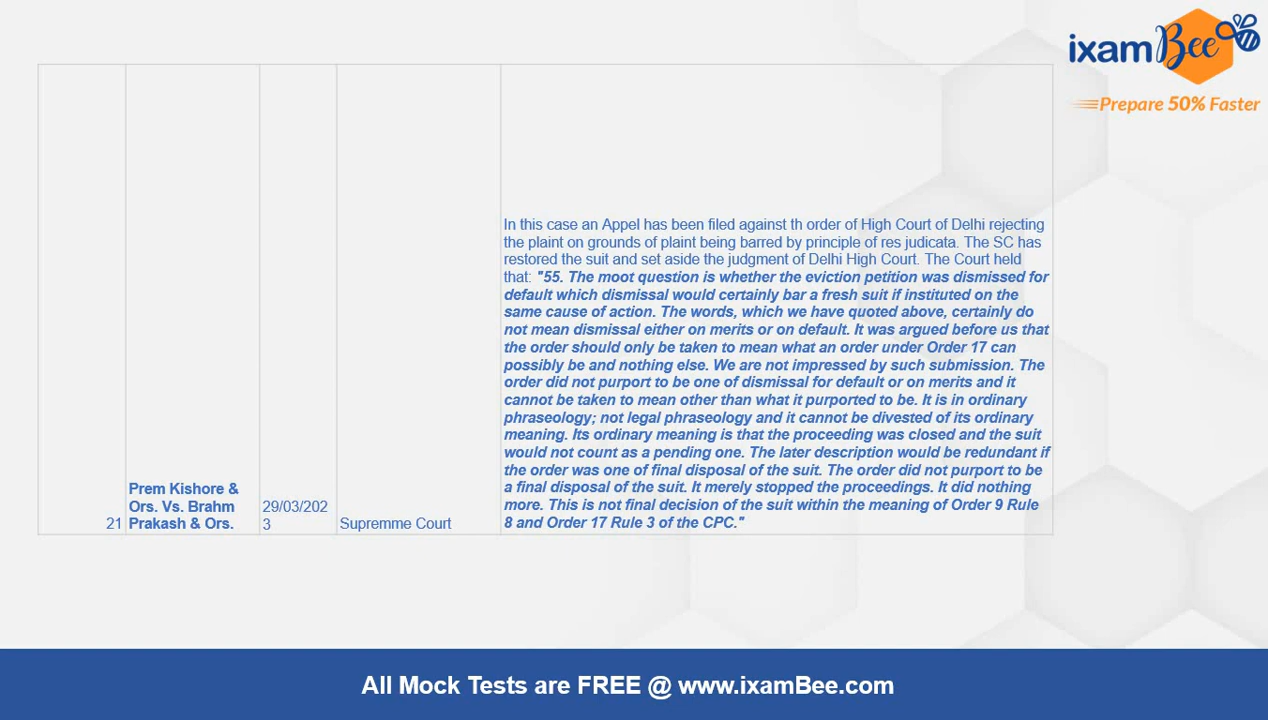 ixamBee
Prepare 50% Faster
In this case an Appel has been filed against th order of High Court of Delhi rejecting
the plaint on grounds of plaint being barred by principle of res judicata. The SC has
restored the suit and set aside the judgment of Delhi High Court. The Court held
that: "55. The moot question is whether the eviction petition was dismissed for
default which dismissal would certainly bar a fresh suit if instituted on the
same cause of action. The words, which we have quoted above, certainly do
not mean dismissal either on merits or on default. It was argued before us that
the order should only be taken to mean what an order under Order 17 can
possibly be and nothing else. We are not impressed by such submission. The
order did not purport to be one of dismissal for default or on merits and it
cannot be taken to mean other than what it purported to be. It is in ordinary
phraseology; not legal phraseology and it cannot be divested of its ordinary
meaning. Its ordinary meaning is that the proceeding was closed and the suit
would not count as a pending one. The later description would be redundant if
the order was one of final disposal of the suit. The order did not purport to be
a final disposal of the suit. It merely stopped the proceedings. It did nothing
more. This is not final decision of the suit within the meaning of Order 9 Rule
8 and Order 17 Rule 3 of the CPC."
21
Prem Kishore &
Ors. Vs. Brahm
Prakash & Ors.
29/03/202
3
Supremme Court
All Mock Tests are FREE @ www.ixamBee.com